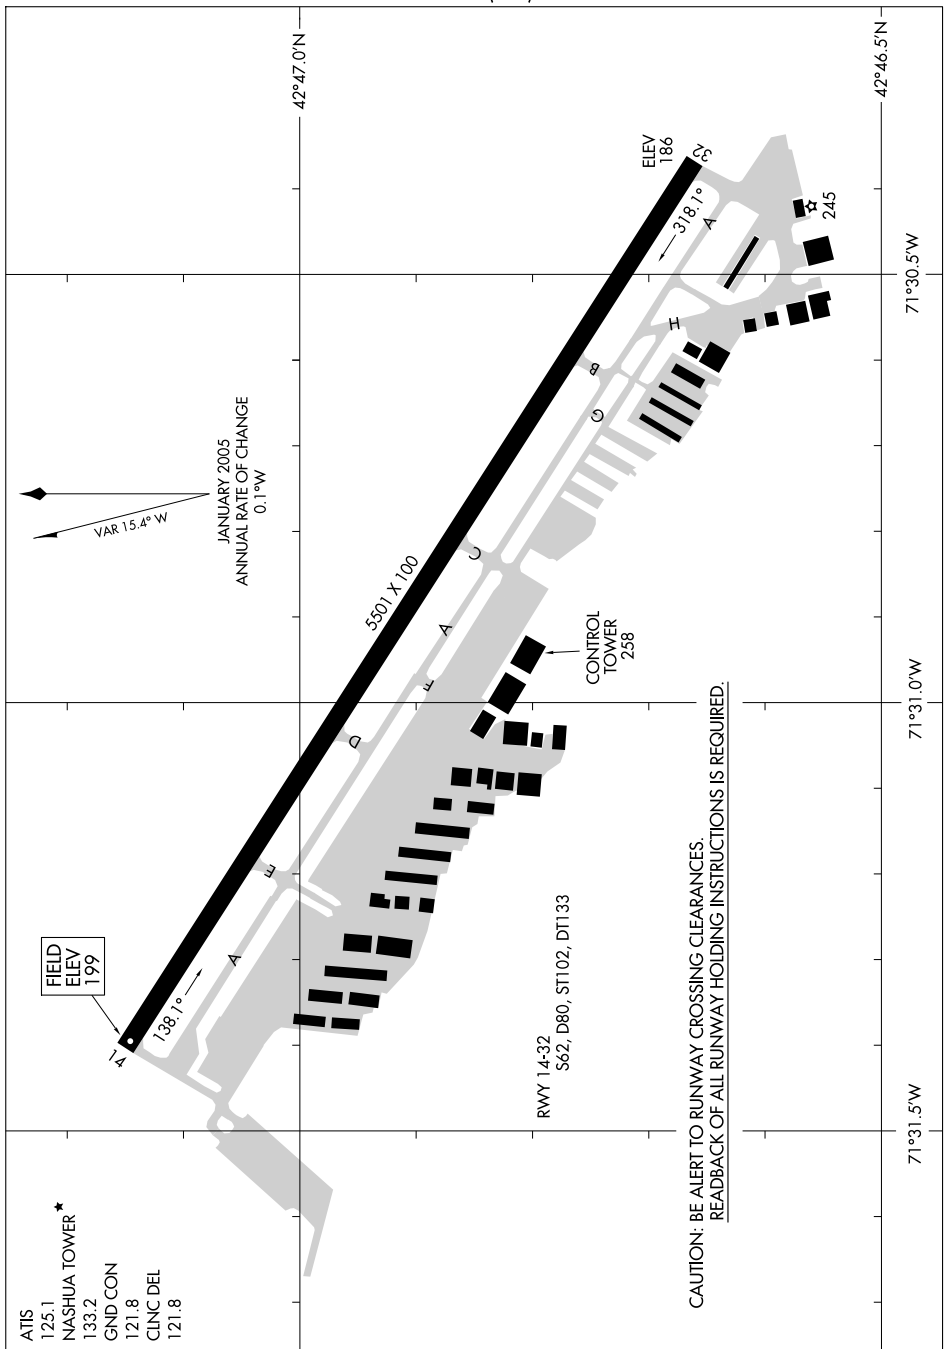 ATIS
125.1
NASHUA TOWER
133.2
GND CON
121.8
CLNC DEL
121.8
FIELD
ELEV
199
14
138.1°
A
E
D
F
A
5501 X 100
C
G
B
H
A
318.1°
32
ELEV
186
245
CONTROL
TOWER
258
VAR 15.4° W
JANUARY 2005
ANNUAL RATE OF CHANGE
0.1°W
42°47.0'N
42°46.5'N
71°30.5'W
71°31.0'W
71°31.5'W
RWY 14-32
S62, D80, ST102, DT133
CAUTION: BE ALERT TO RUNWAY CROSSING CLEARANCES.
READBACK OF ALL RUNWAY HOLDING INSTRUCTIONS IS REQUIRED.